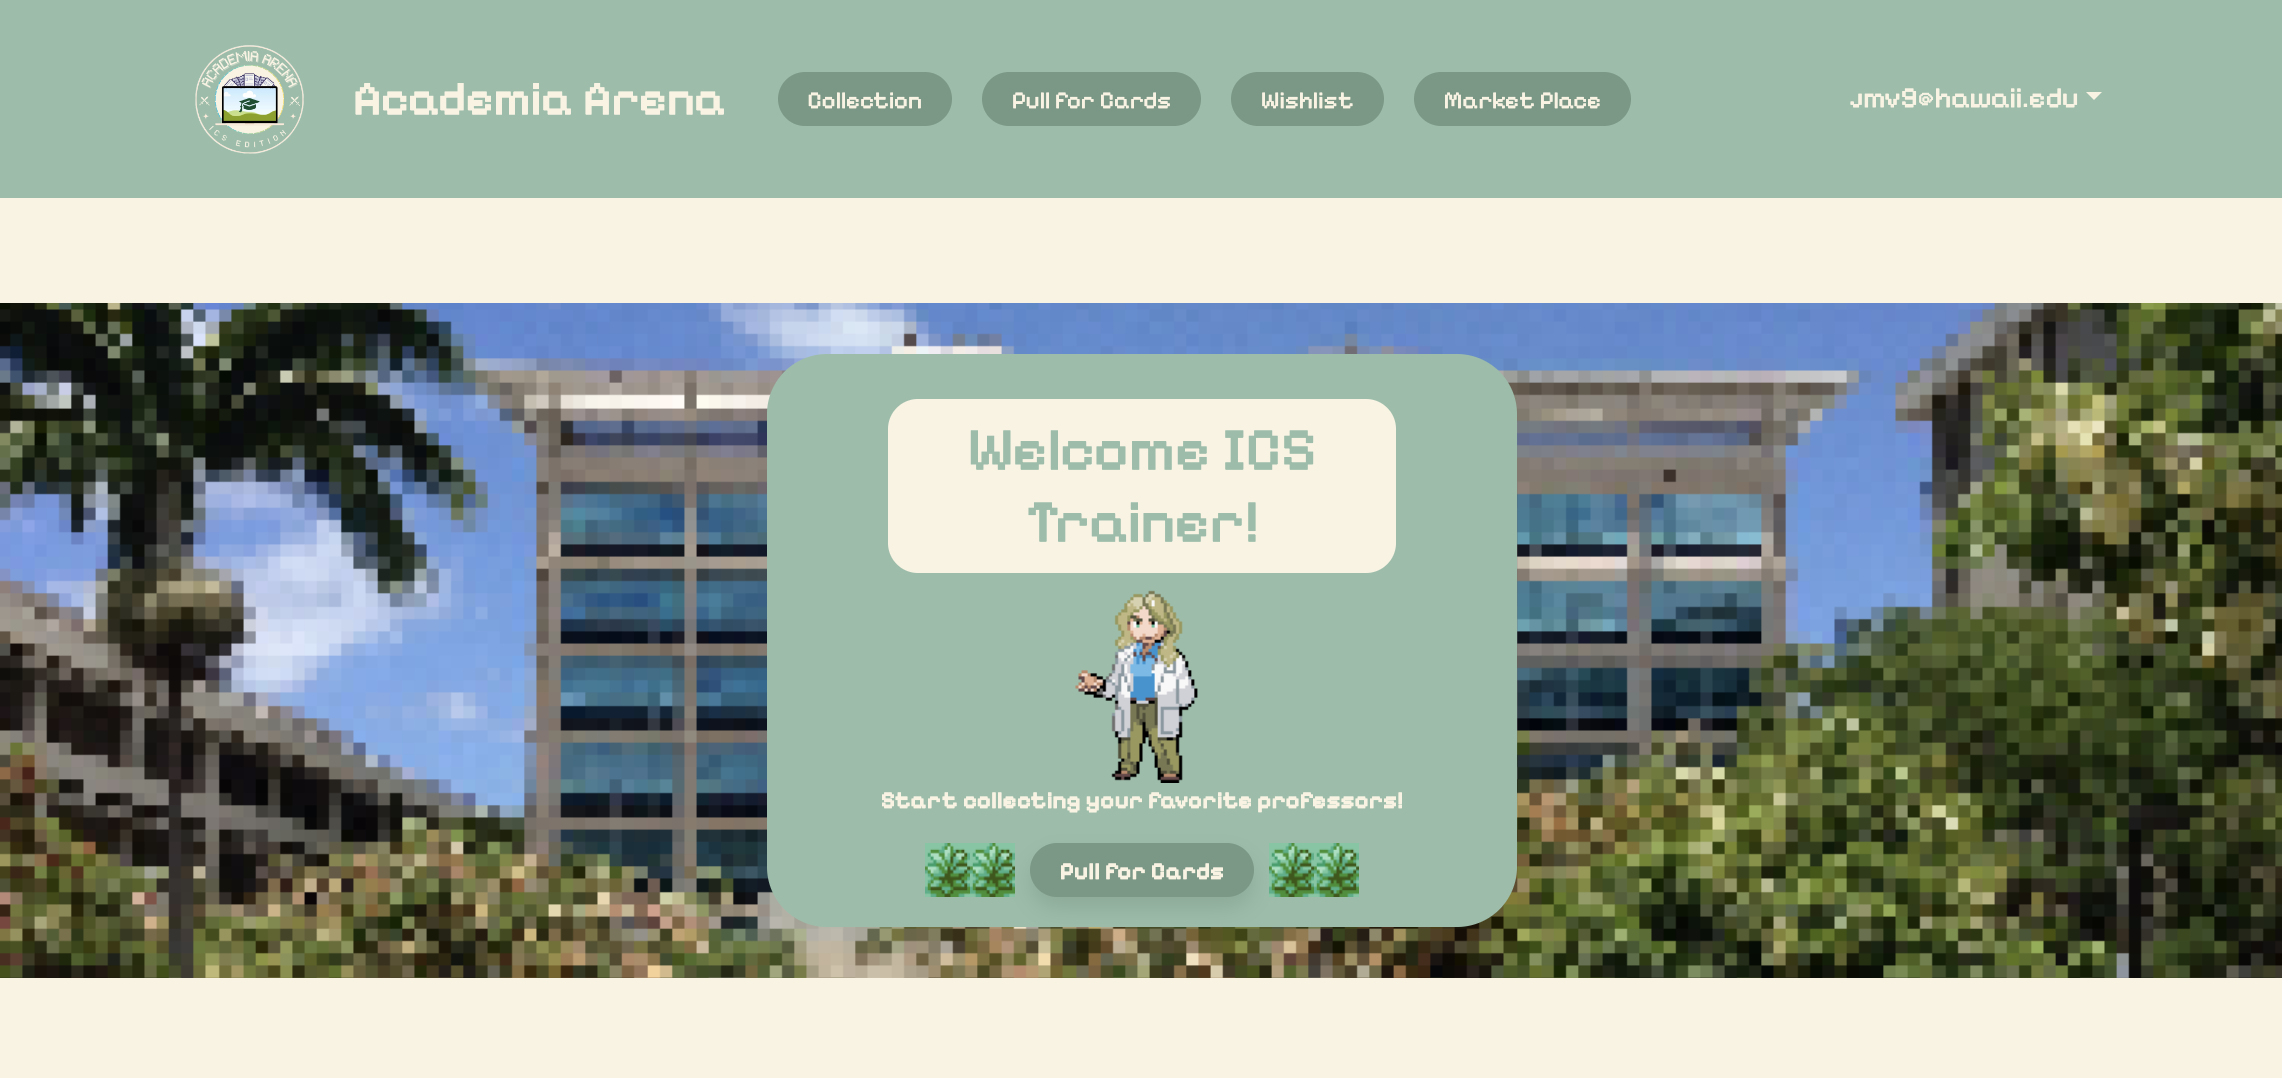 ACADEMIA ARENA
ICS EDITION
Academia Arena
Collection
Pull For Cards
Wishlist
Market Place
jmv9@hawaii.edu
Welcome ICS
Trainer!
Start collecting your favorite professors!
Pull For Cards